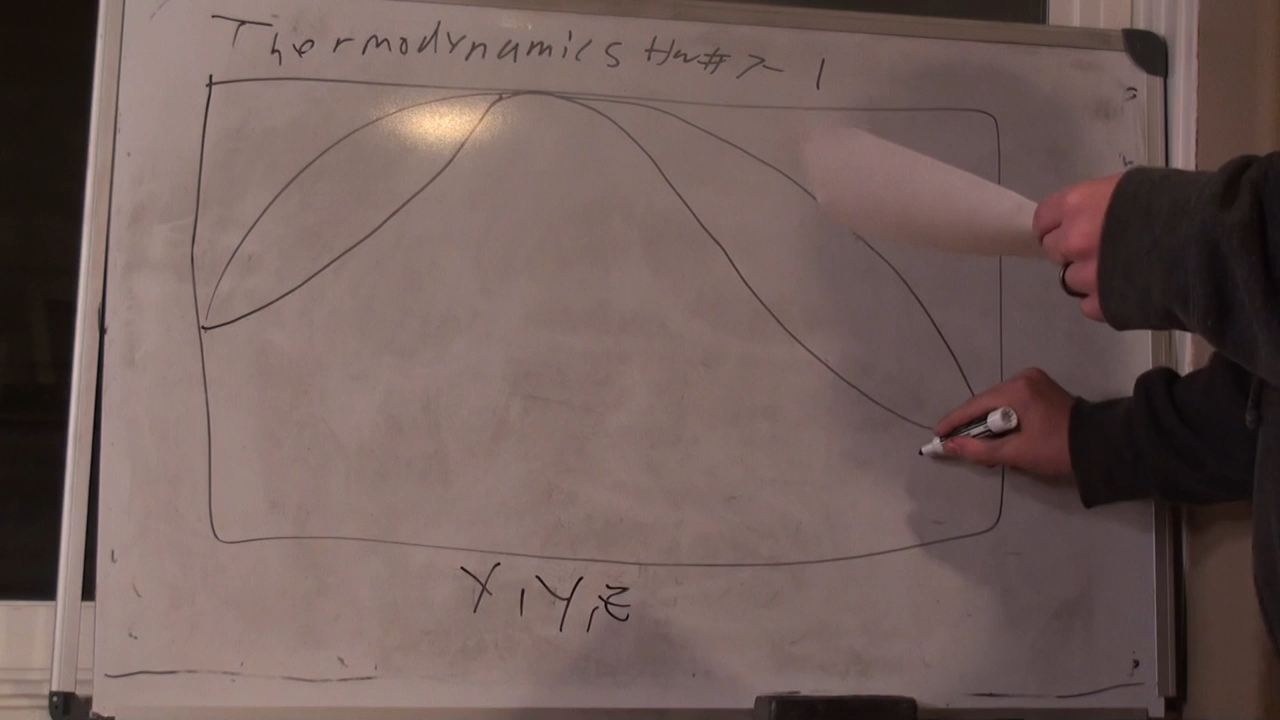 Thermodynamics HW# 7-1
X, Y, Z